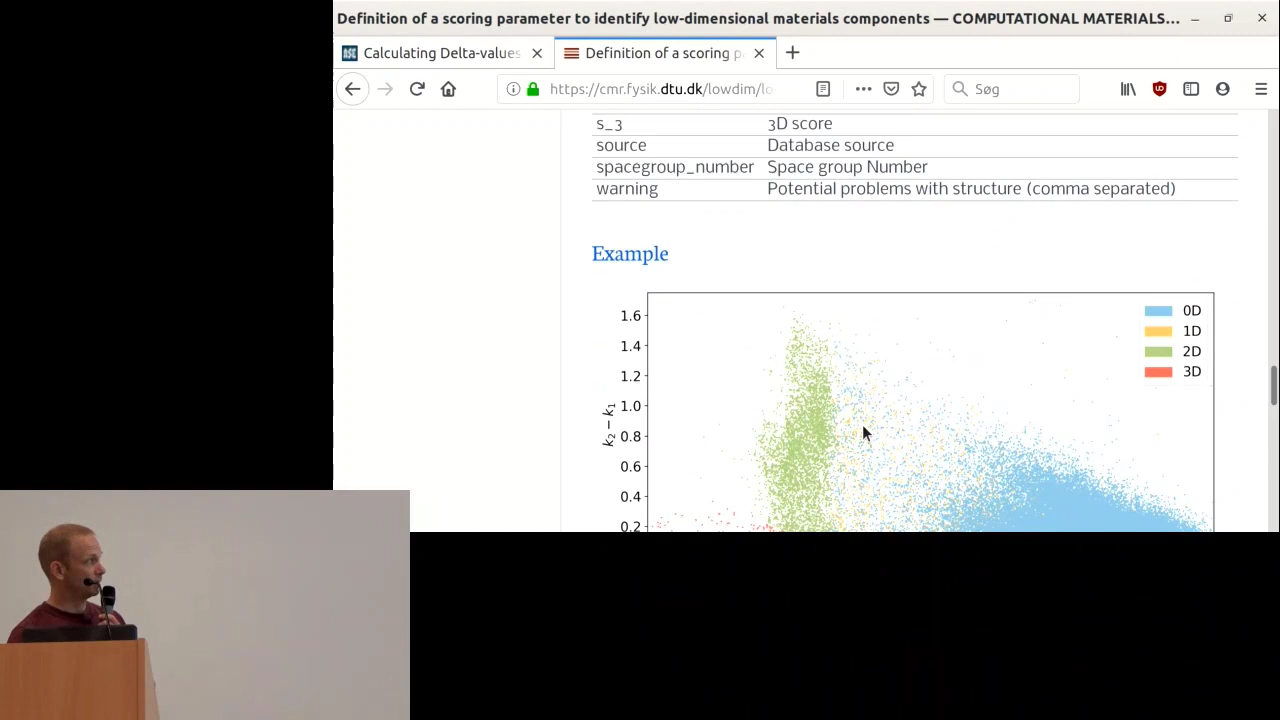 Definition of a scoring parameter to identify low-dimensional materials components — COMPUTATIONAL MATERIALS...
Calculating Delta-values
Definition of a scoring p
https://cmr.fysik.dtu.dk/lowdim/lo
Søg
s_3 3D score
source Database source
spacegroup_number Space group Number
warning Potential problems with structure (comma separated)
Example
0D
1D
2D
3D
1.6
1.4
1.2
1.0
0.8
0.6
0.4
0.2
k₂ − k₁